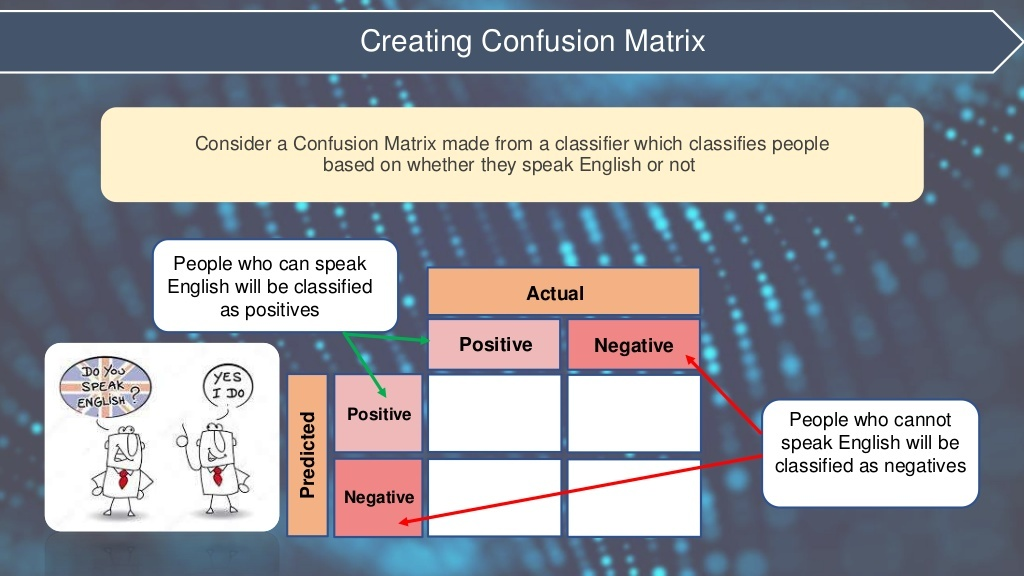 Creating Confusion Matrix
Consider a Confusion Matrix made from a classifier which classifies people
based on whether they speak English or not
People who can speak
English will be classified
as positives
Actual
Positive
Negative
DO YOU
SPEAK
ENGLISH ?
YES
I DO
Predicted
Positive
Negative
People who cannot
speak English will be
classified as negatives